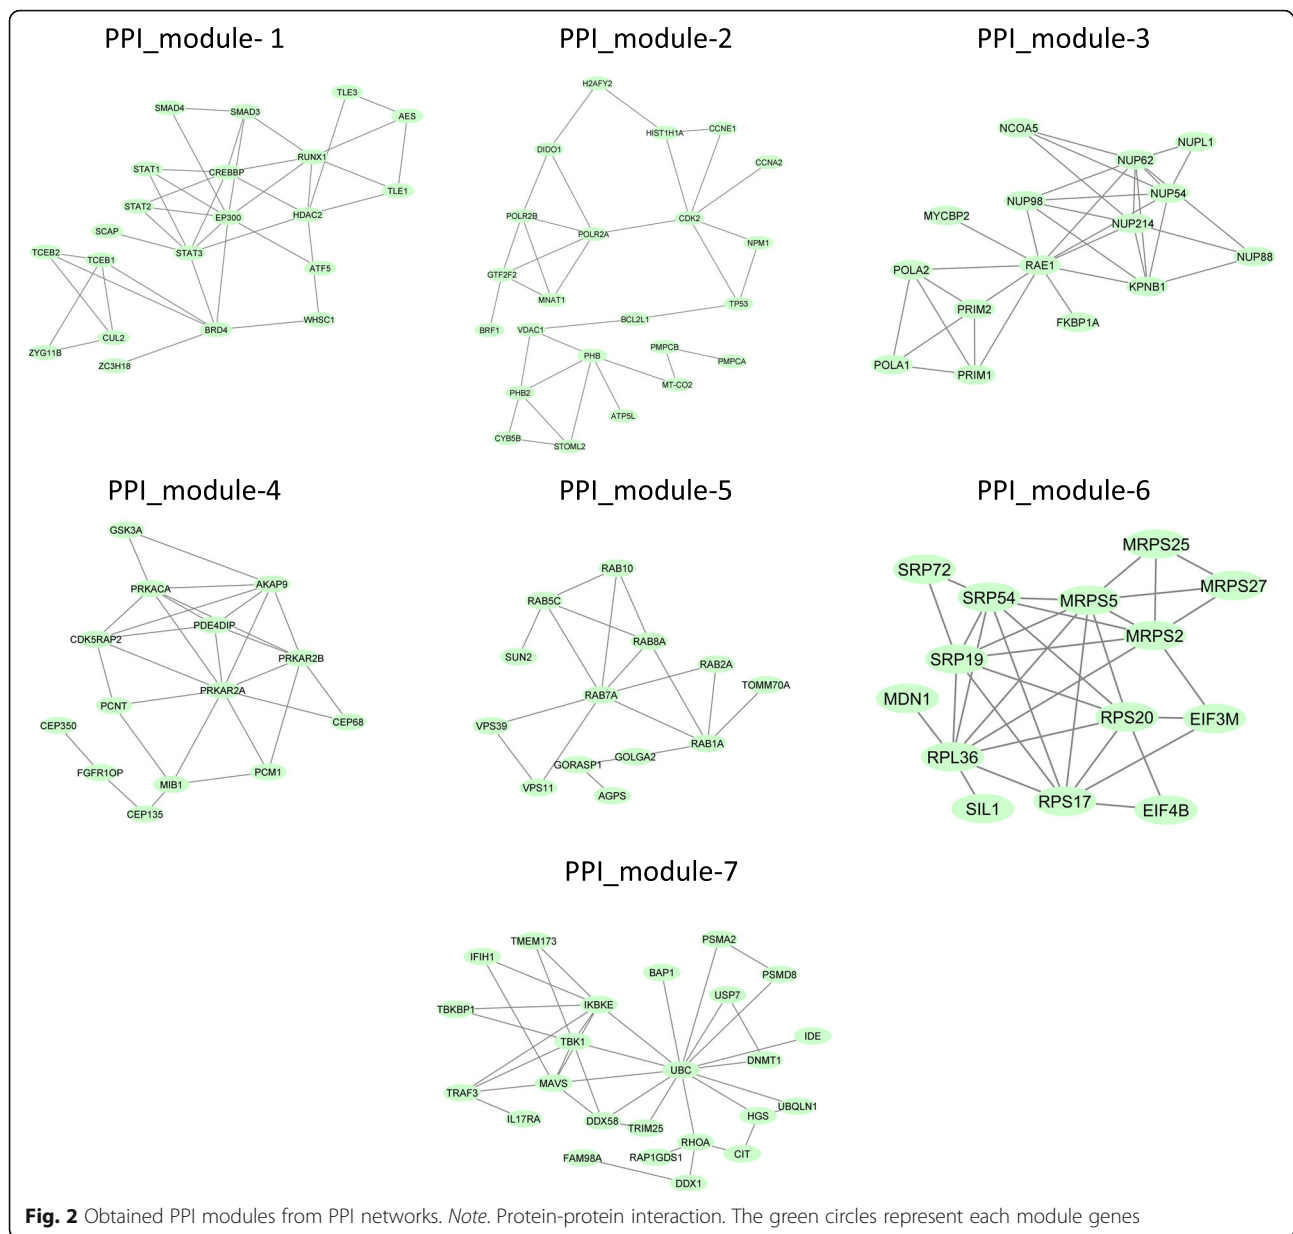 PPI_module- 1
PPI_module-2
PPI_module-3
TLE3
SMAD4
SMAD3
AES
RUNX1
STAT1
CREBBP
TLE1
STAT2
EP300
HDAC2
SCAP
STAT3
TCEB2
TCEB1
ATF5
WHSC1
BRD4
CUL2
ZYG11B
ZC3H18
H2AFY2
HIST1H1A
CCNE1
DIDO1
CCNA2
POLR2B
CDK2
POLR2A
NPM1
GTF2F2
MNAT1
TP53
BRF1
VDAC1
BCL2L1
PHB
PMPCB
PMPCA
PHB2
MT-CO2
ATP5L
CYB5B
STOML2
NCOA5
NUPL1
NUP62
NUP54
NUP98
MYCBP2
NUP214
NUP88
POLA2
RAE1
KPNB1
PRIM2
FKBP1A
POLA1
PRIM1
PPI_module-4
PPI_module-5
PPI_module-6
GSK3A
PRKACA
AKAP9
PDE4DIP
CDK5RAP2
PRKAR2B
PRKAR2A
PCNT
CEP68
CEP350
FGFR1OP
PCM1
MIB1
CEP135
RAB10
RAB5C
RAB8A
SUN2
RAB2A
TOMM70A
RAB7A
VPS39
RAB1A
GOLGA2
GORASP1
VPS11
AGPS
MRPS25
SRP72
MRPS27
SRP54
MRPS5
MRPS2
SRP19
MDN1
RPS20
EIF3M
RPL36
RPS17
SIL1
EIF4B
PPI_module-7
TMEM173
PSMA2
IFIH1
BAP1
PSMD8
USP7
TBKBP1
IKBKE
IDE
TBK1
DNMT1
UBC
MAVS
TRAF3
UBQLN1
IL17RA
DDX58
HGS
TRIM25
RHOA
FAM98A
RAP1GDS1
CIT
DDX1
Fig. 2 Obtained PPI modules from PPI networks. Note. Protein-protein interaction. The green circles represent each module genes